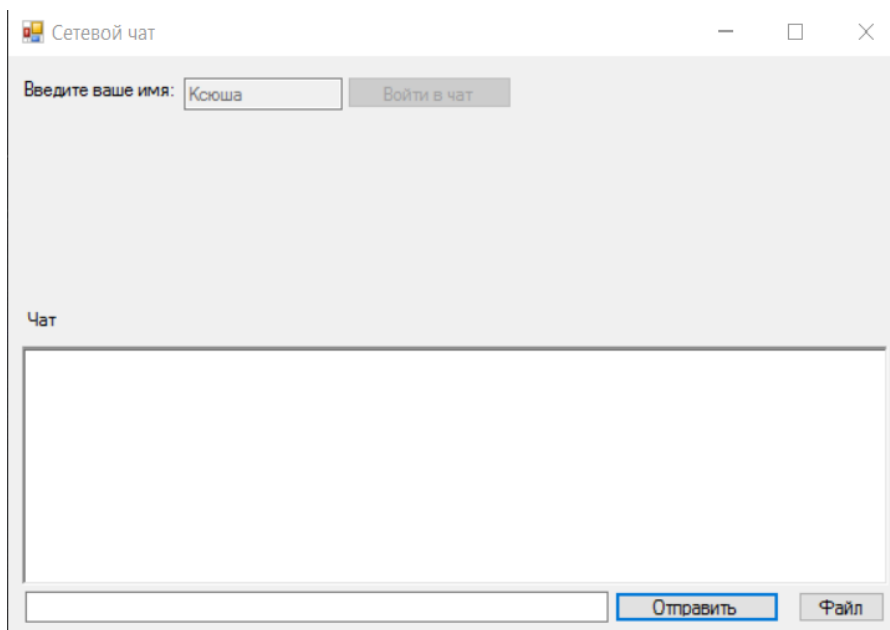 Сетевой чат
Введите ваше имя: Ксюша Войти в чат
Чат
Отправить Файл